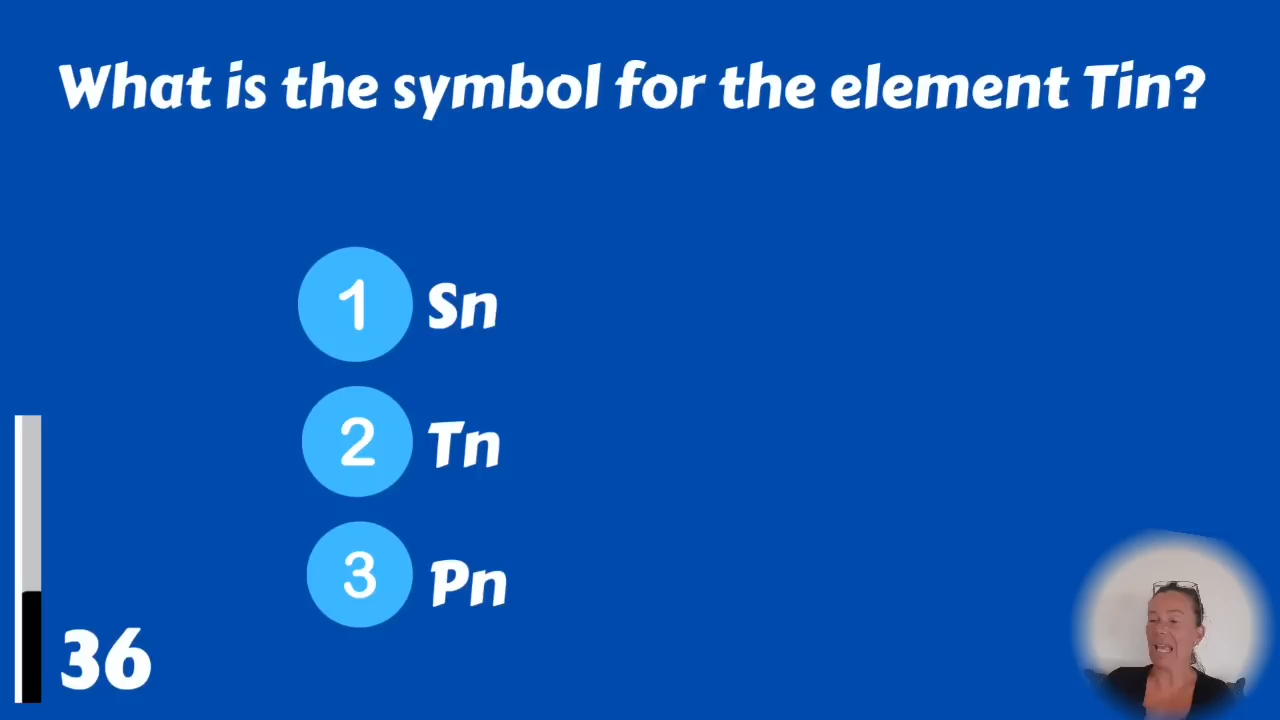 What is the symbol for the element Tin?
1 Sn
2 Tn
3 Pn
36